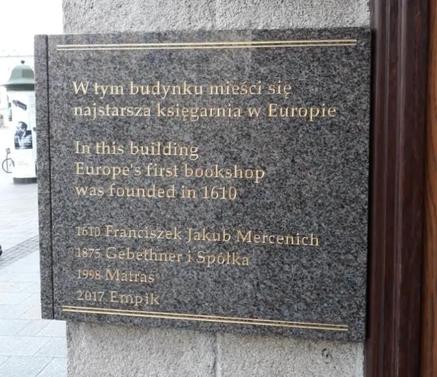 W tym budynku mieści się
najstarsza księgarnia w Europie
In this building
Europe's first bookshop
was founded in 1610
1610 Franciszek Jakub Mercenich
1875 Gebethner i Spółka
1998 Matras
2017 Empik